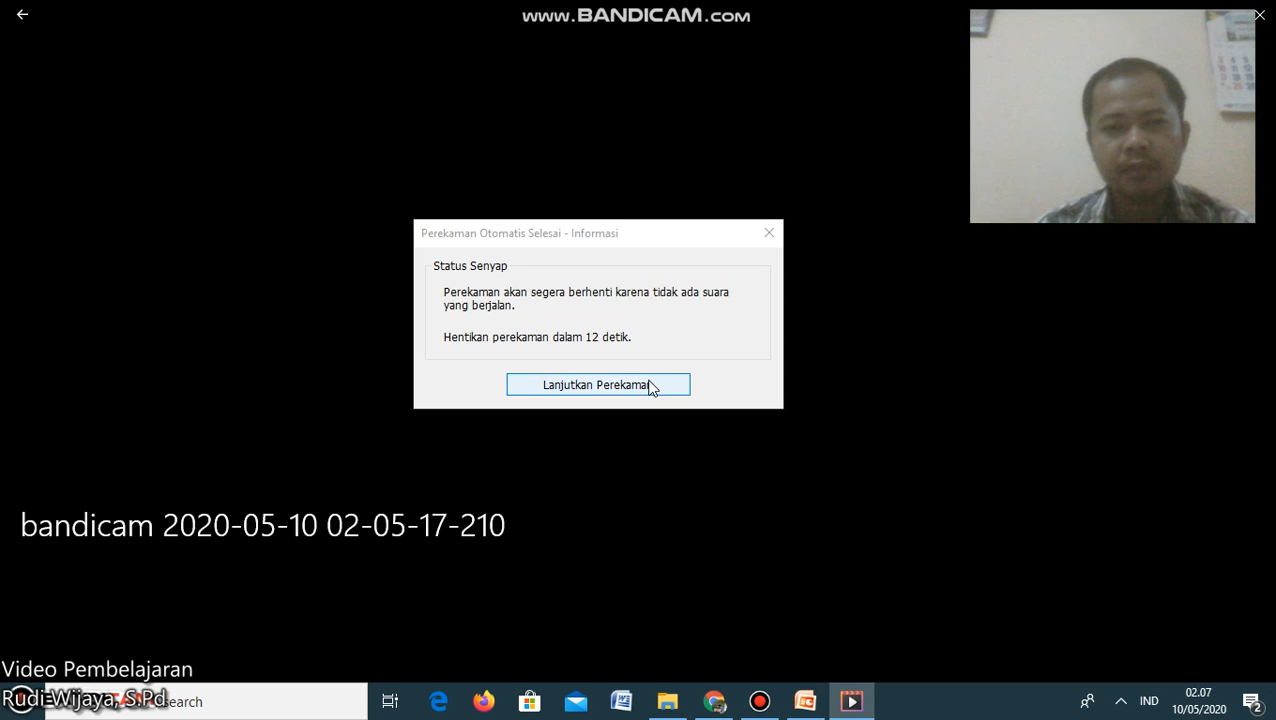 www.BANDICAM.com
Perekaman Otomatis Selesai - Informasi
Status Senyap
Perekaman akan segera berhenti karena tidak ada suara
yang berjalan.
Hentikan perekaman dalam 12 detik.
Lanjutkan Perekaman
bandicam 2020-05-10 02-05-17-210
Video Pembelajaran
Rudi Wijaya, S.Pd
search
IND
02.07
10/05/2020
2